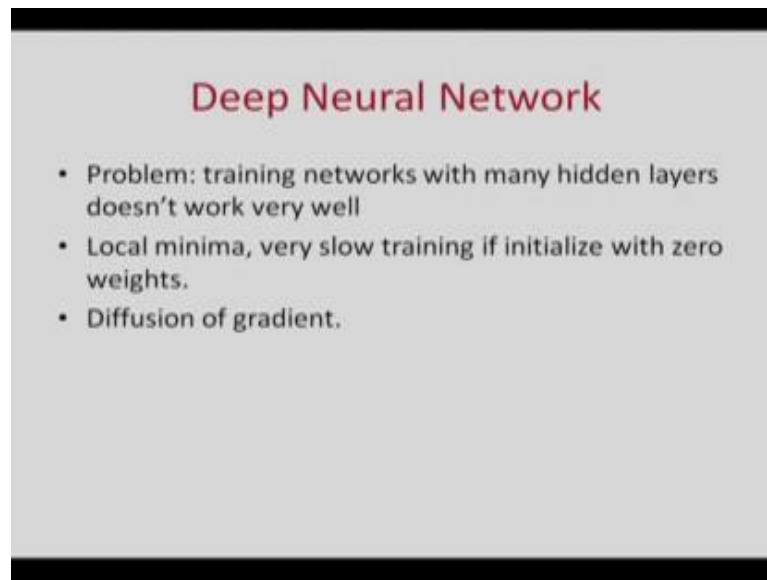 Deep Neural Network
• Problem: training networks with many hidden layers
doesn't work very well
• Local minima, very slow training if initialize with zero
weights.
• Diffusion of gradient.